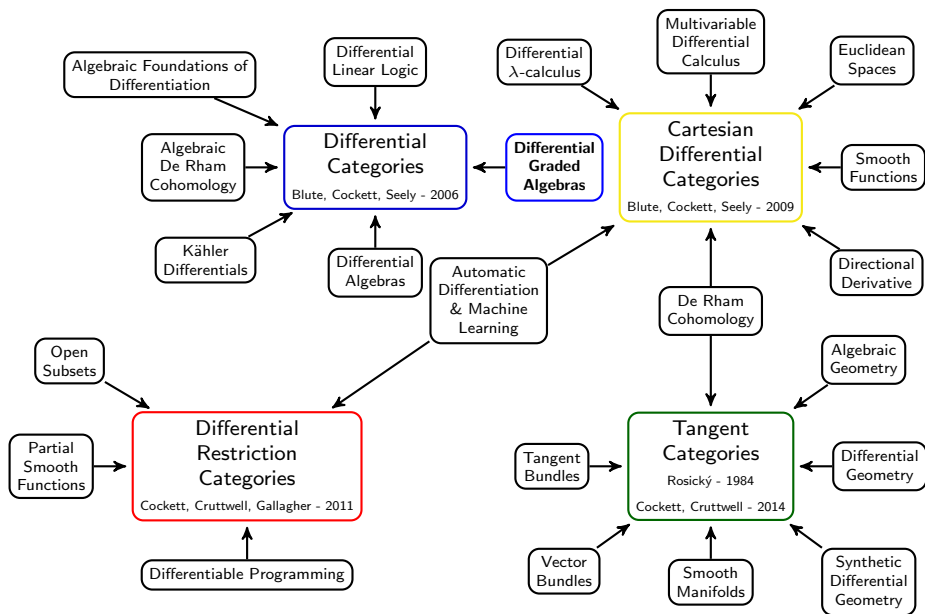 Algebraic Foundations of
Differentiation
Differential
Linear Logic
Differential
λ-calculus
Multivariable
Differential
Calculus
Euclidean
Spaces
Algebraic
De Rham
Cohomology
Differential
Categories
Blute, Cockett, Seely - 2006
Differential
Graded
Algebras
Cartesian
Differential
Categories
Blute, Cockett, Seely - 2009
Smooth
Functions
Kähler
Differentials
Differential
Algebras
Automatic
Differentiation
& Machine
Learning
De Rham
Cohomology
Directional
Derivative
Open
Subsets
Algebraic
Geometry
Partial
Smooth
Functions
Differential
Restriction
Categories
Cockett, Cruttwell, Gallagher - 2011
Tangent
Bundles
Tangent
Categories
Rosický - 1984
Cockett, Cruttwell - 2014
Differential
Geometry
Differentiable Programming
Vector
Bundles
Smooth
Manifolds
Synthetic
Differential
Geometry